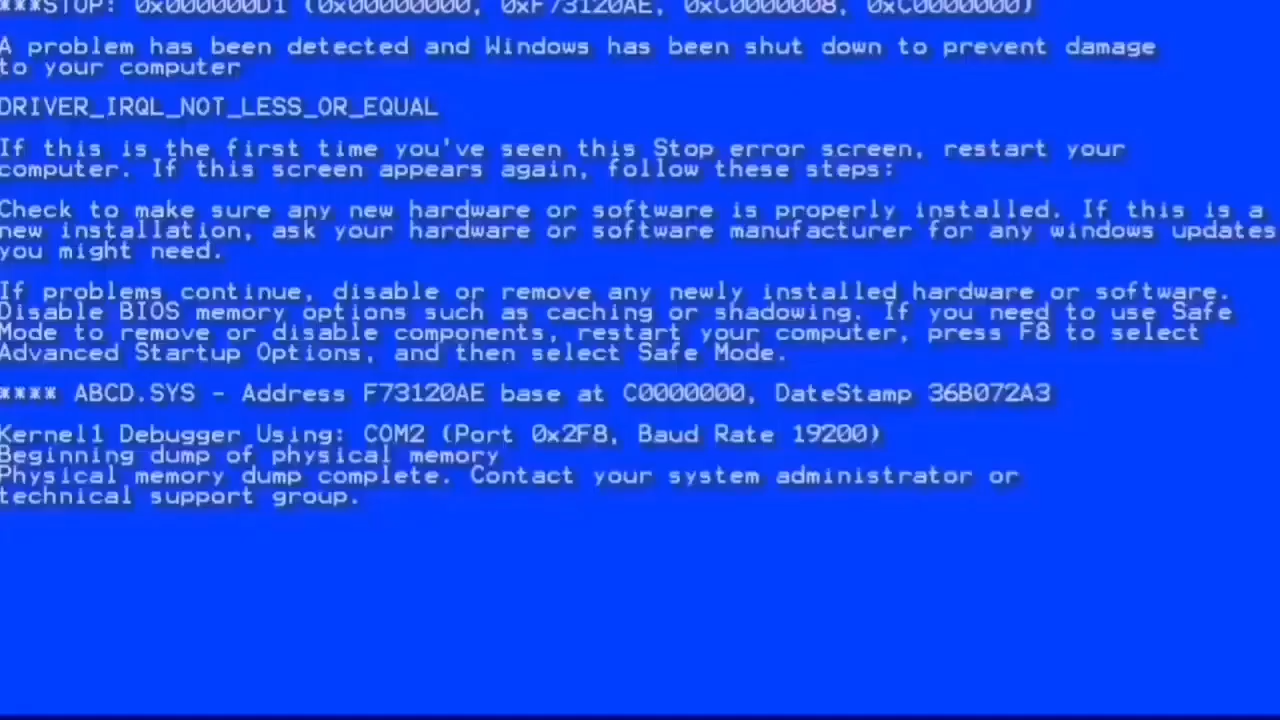 ***STOP: 0x000000D1 (0x00000000, 0xF73120AE, 0xC0000008, 0xC0000000)
A problem has been detected and Windows has been shut down to prevent damage
to your computer
DRIVER_IRQL_NOT_LESS_OR_EQUAL
If this is the first time you've seen this Stop error screen, restart your
computer. If this screen appears again, follow these steps:
Check to make sure any new hardware or software is properly installed. If this is a
new installation, ask your hardware or software manufacturer for any windows updates
you might need.
If problems continue, disable or remove any newly installed hardware or software.
Disable BIOS memory options such as caching or shadowing. If you need to use Safe
Mode to remove or disable components, restart your computer, press F8 to select
Advanced Startup Options, and then select Safe Mode.
**** ABCD.SYS - Address F73120AE base at C0000000, DateStamp 36B072A3
Kernel1 Debugger Using: COM2 (Port 0x2F8, Baud Rate 19200)
Beginning dump of physical memory
Physical memory dump complete. Contact your system administrator or
technical support group.